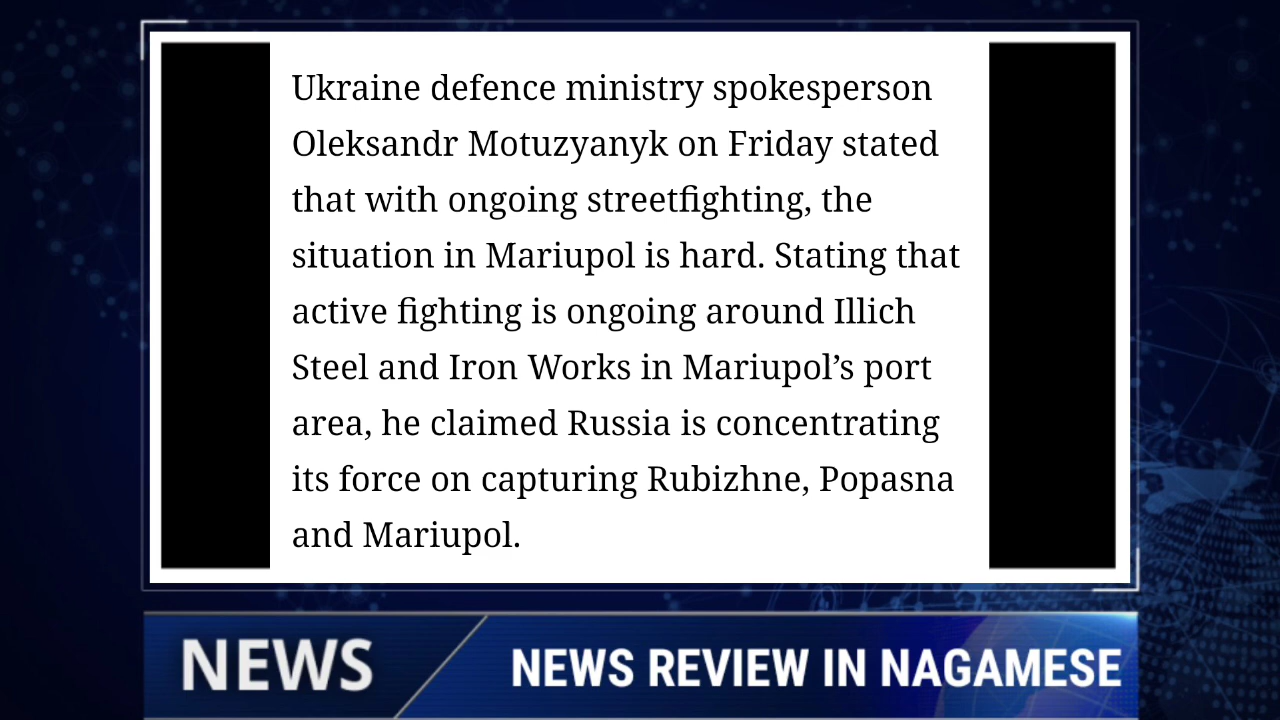 Ukraine defence ministry spokesperson
Oleksandr Motuzyanyk on Friday stated
that with ongoing streetfighting, the
situation in Mariupol is hard. Stating that
active fighting is ongoing around Illich
Steel and Iron Works in Mariupol’s port
area, he claimed Russia is concentrating
its force on capturing Rubizhne, Popasna
and Mariupol.
NEWS
NEWS REVIEW IN NAGAMESE